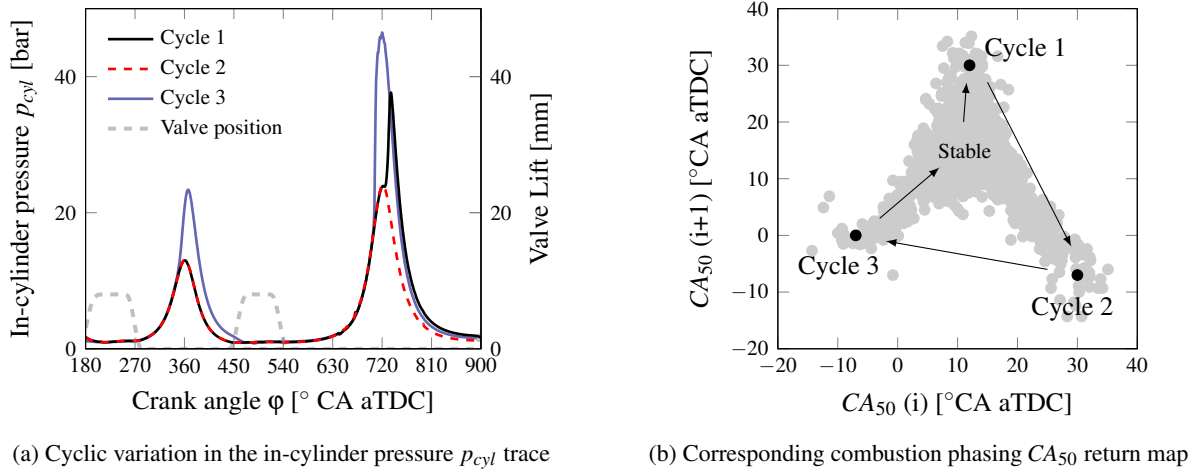 In-cylinder pressure p_cyl [bar]
40
20
0
180 270 360 450 540 630 720 810 900
Crank angle φ [° CA aTDC]
Cycle 1
Cycle 2
Cycle 3
Valve position
40
20
0
Valve Lift [mm]
(a) Cyclic variation in the in-cylinder pressure p_cyl trace
CA50 (i+1) [°CA aTDC]
40
30
20
10
0
−10
−20
−20 −10 0 10 20 30 40
CA50 (i) [°CA aTDC]
Cycle 1
Stable
Cycle 3
Cycle 2
(b) Corresponding combustion phasing CA50 return map